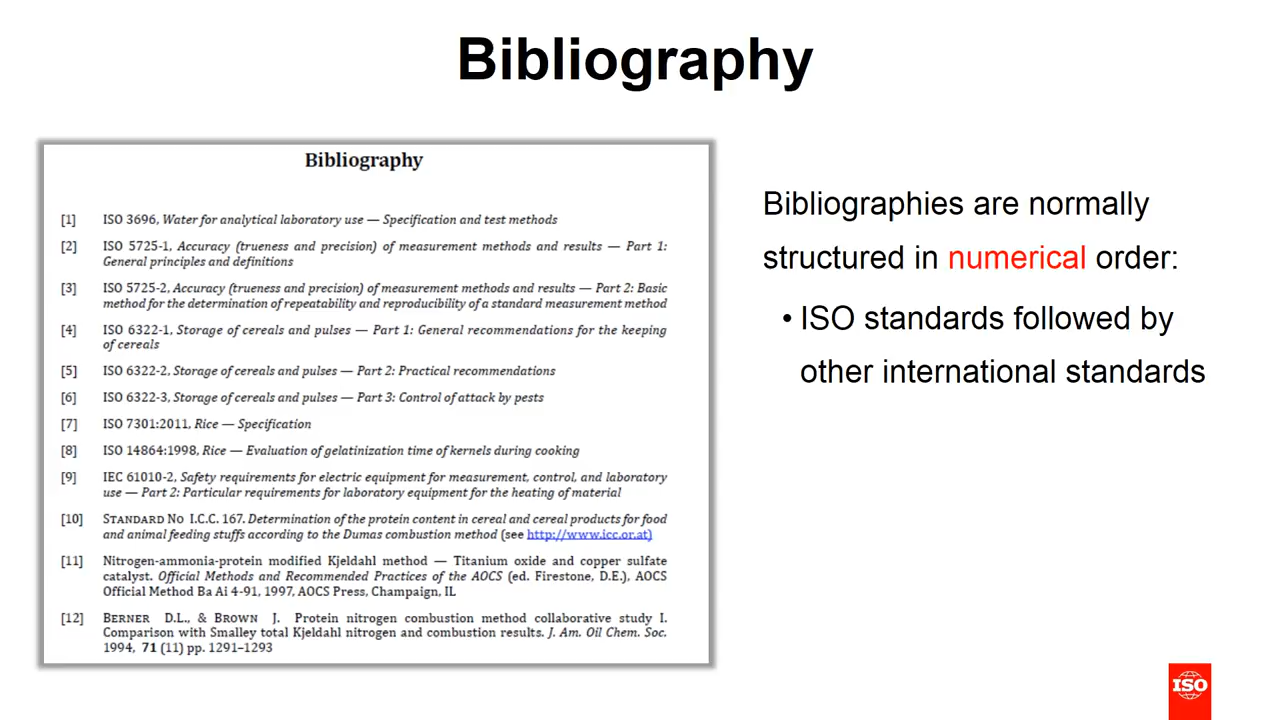 Bibliography
Bibliography
[1] ISO 3696, Water for analytical laboratory use — Specification and test methods
[2] ISO 5725-1, Accuracy (trueness and precision) of measurement methods and results — Part 1:
General principles and definitions
[3] ISO 5725-2, Accuracy (trueness and precision) of measurement methods and results — Part 2: Basic
method for the determination of repeatability and reproducibility of a standard measurement method
[4] ISO 6322-1, Storage of cereals and pulses — Part 1: General recommendations for the keeping
of cereals
[5] ISO 6322-2, Storage of cereals and pulses — Part 2: Practical recommendations
[6] ISO 6322-3, Storage of cereals and pulses — Part 3: Control of attack by pests
[7] ISO 7301:2011, Rice — Specification
[8] ISO 14864:1998, Rice — Evaluation of gelatinization time of kernels during cooking
[9] IEC 61010-2, Safety requirements for electric equipment for measurement, control, and laboratory
use — Part 2: Particular requirements for laboratory equipment for the heating of material
[10] STANDARD NO I.C.C. 167. Determination of the protein content in cereal and cereal products for food
and animal feeding stuffs according to the Dumas combustion method (see http://www.icc.or.at)
[11] Nitrogen-ammonia-protein modified Kjeldahl method — Titanium oxide and copper sulfate
catalyst. Official Methods and Recommended Practices of the AOCS (ed. Firestone, D.E.), AOCS
Official Method Ba Ai 4-91, 1997, AOCS Press, Champaign, IL
[12] BERNER D.L., & BROWN J. Protein nitrogen combustion method collaborative study I.
Comparison with Smalley total Kjeldahl nitrogen and combustion results. J. Am. Oil Chem. Soc.
1994, 71 (11) pp. 1291–1293
Bibliographies are normally
structured in numerical order:
• ISO standards followed by
other international standards
ISO